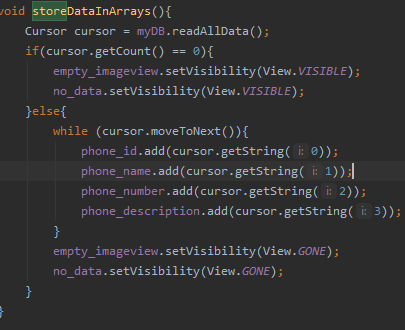 void storeDataInArrays(){
Cursor cursor = myDB.readAllData();
if(cursor.getCount() == 0){
empty_imageview.setVisibility(View.VISIBLE);
no_data.setVisibility(View.VISIBLE);
}else{
while (cursor.moveToNext()){
phone_id.add(cursor.getString( i: 0));
phone_name.add(cursor.getString( i: 1));
phone_number.add(cursor.getString( i: 2));
phone_description.add(cursor.getString( i: 3));
}
empty_imageview.setVisibility(View.GONE);
no_data.setVisibility(View.GONE);
}
}